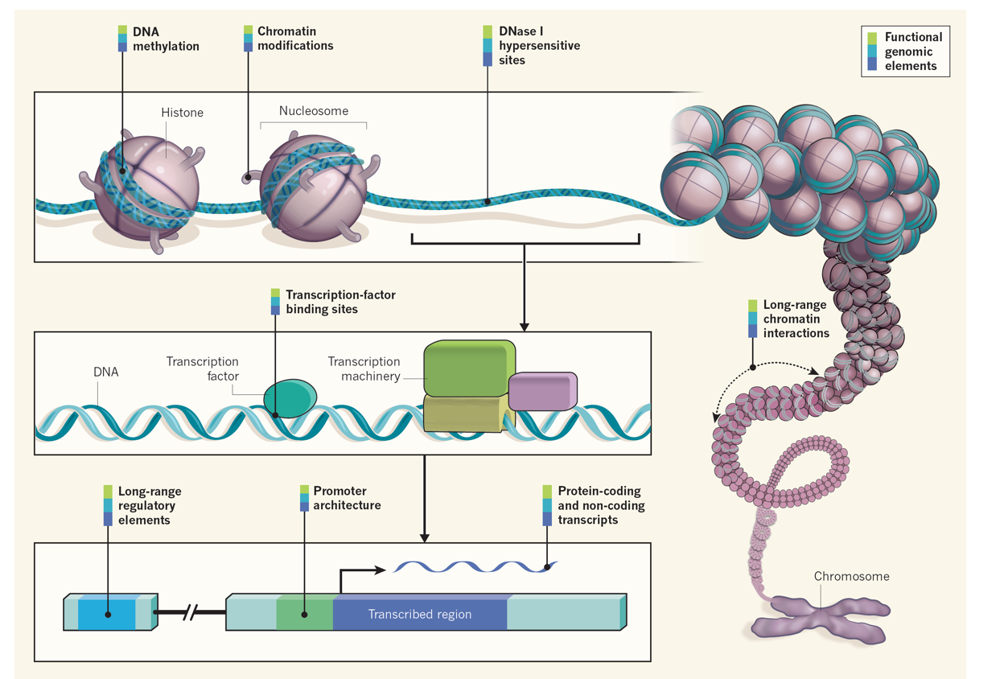 DNA
methylation
Chromatin
modifications
DNase I
hypersensitive
sites
Functional
genomic
elements
Histone
Nucleosome
Transcription-factor
binding sites
Long-range
chromatin
interactions
DNA
Transcription
factor
Transcription
machinery
Long-range
regulatory
elements
Promoter
architecture
Protein-coding
and non-coding
transcripts
Chromosome
Transcribed region